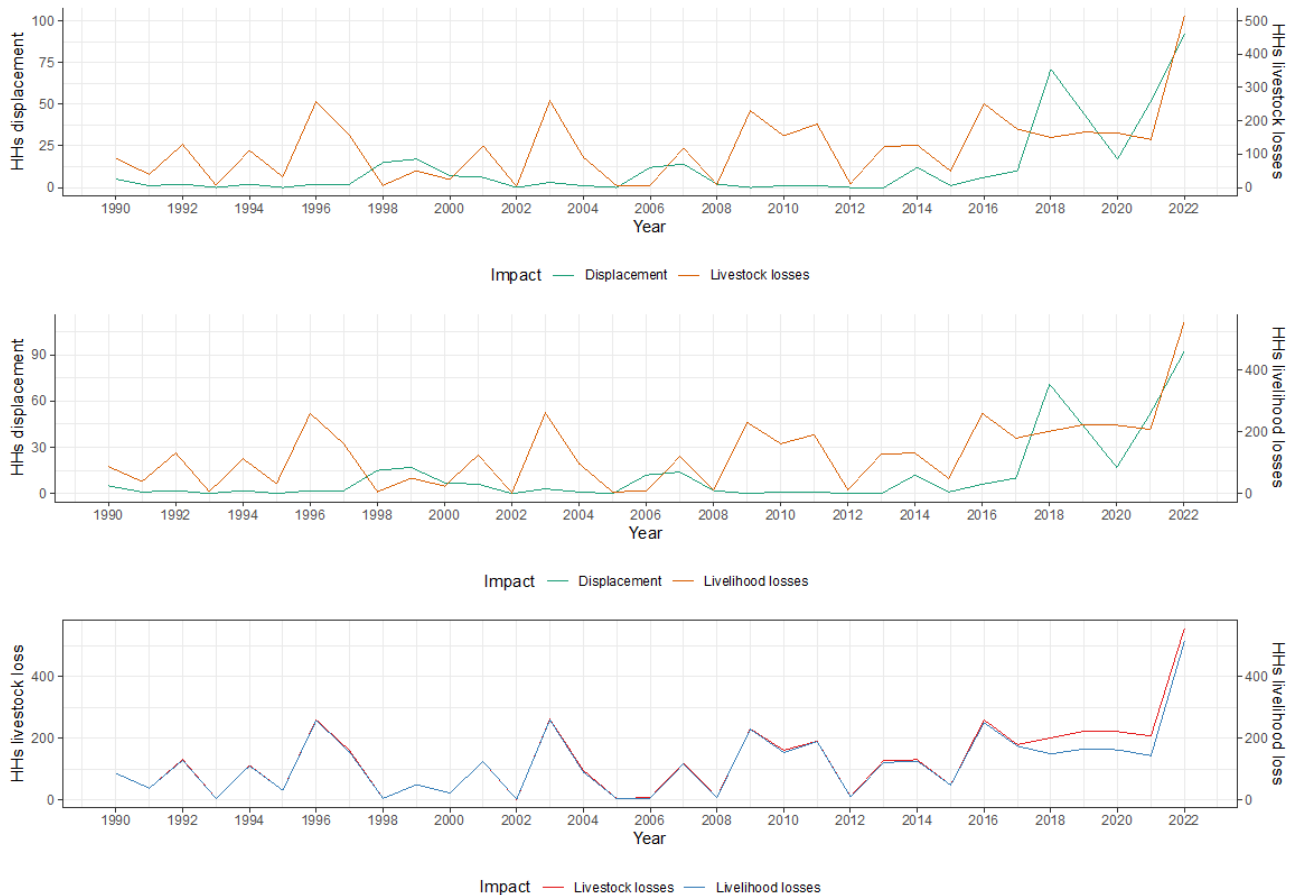 HHs displacement
100
75
50
25
0
HHs livestock losses
500
400
300
200
100
0
1990 1992 1994 1996 1998 2000 2002 2004 2006 2008 2010 2012 2014 2016 2018 2020 2022
Year
Impact Displacement Livestock losses
HHs displacement
90
60
30
0
HHs livelihood losses
400
200
0
1990 1992 1994 1996 1998 2000 2002 2004 2006 2008 2010 2012 2014 2016 2018 2020 2022
Year
Impact Displacement Livelihood losses
HHs livestock loss
400
200
0
HHs livelihood loss
400
200
0
1990 1992 1994 1996 1998 2000 2002 2004 2006 2008 2010 2012 2014 2016 2018 2020 2022
Year
Impact Livestock losses Livelihood losses